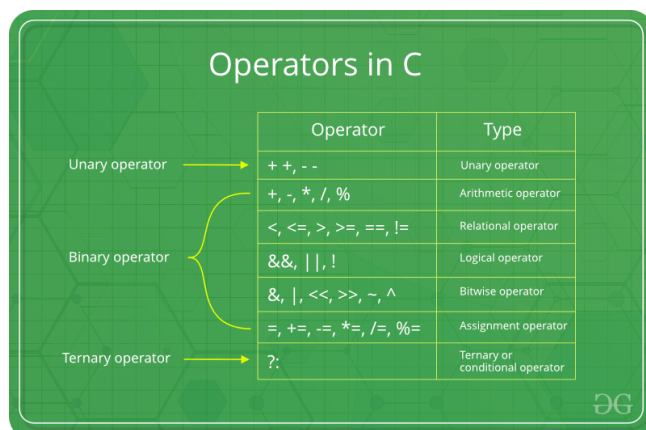 Operators in C
Operator Type
Unary operator + +, - - Unary operator
+, -, *, /, % Arithmetic operator
<, <=, >, >=, ==, != Relational operator
Binary operator &&, ||, ! Logical operator
&, |, <<, >>, ~, ^ Bitwise operator
=, +=, -=, *=, /=, %= Assignment operator
Ternary operator ?: Ternary or
conditional operator